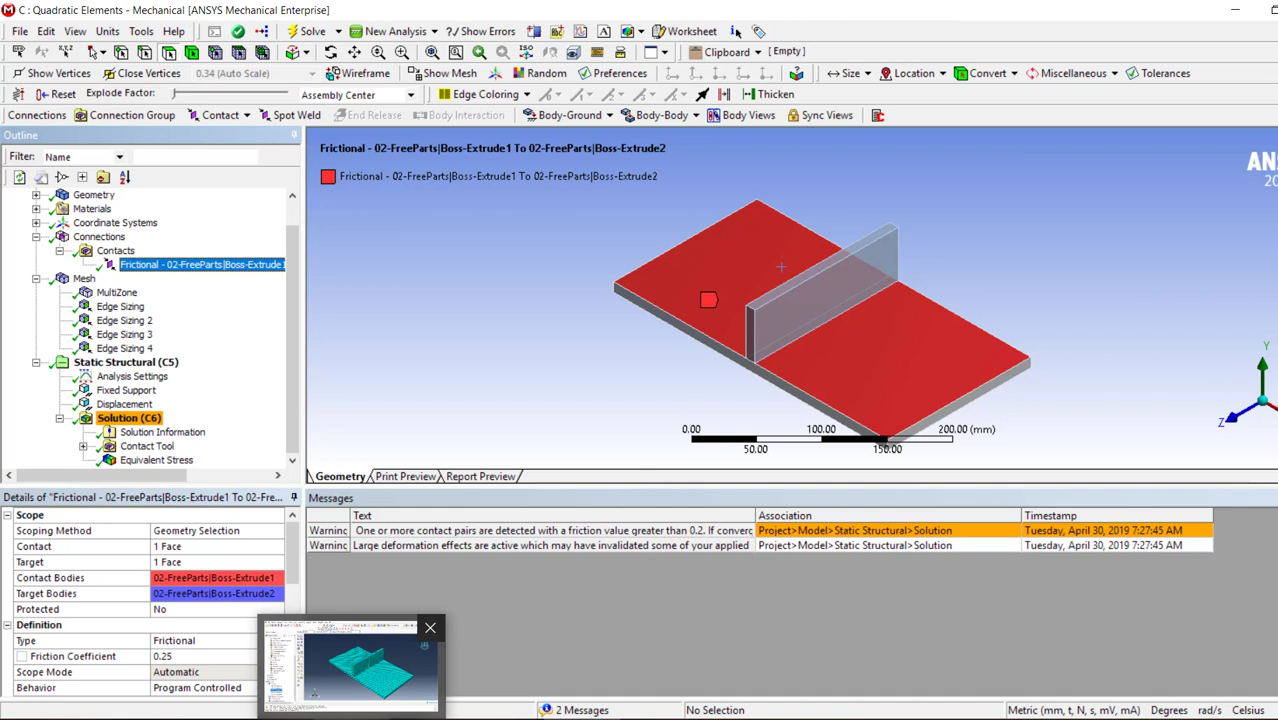 C : Quadratic Elements - Mechanical [ANSYS Mechanical Enterprise]
File Edit View Units Tools Help Solve New Analysis ?/ Show Errors Worksheet
Clipboard [Empty]
Show Vertices Close Vertices 0.34 (Auto Scale) Wireframe Show Mesh Random Preferences Size Location Convert Miscellaneous Tolerances
Reset Explode Factor: Assembly Center Edge Coloring Thicken
Connections Connection Group Contact Spot Weld End Release Body Interaction Body-Ground Body-Body Body Views Sync Views
Outline
Filter: Name
Geometry
Materials
Coordinate Systems
Connections
Contacts
Frictional - 02-FreeParts|Boss-Extrude1
Mesh
MultiZone
Edge Sizing
Edge Sizing 2
Edge Sizing 3
Edge Sizing 4
Static Structural (C5)
Analysis Settings
Fixed Support
Displacement
Solution (C6)
Solution Information
Contact Tool
Equivalent Stress
Frictional - 02-FreeParts|Boss-Extrude1 To 02-FreeParts|Boss-Extrude2
Frictional - 02-FreeParts|Boss-Extrude1 To 02-FreeParts|Boss-Extrude2
ANS
20
Y
Z
0.00 100.00 200.00 (mm)
50.00 150.00
Geometry Print Preview Report Preview
Details of "Frictional - 02-FreeParts|Boss-Extrude1 To 02-Fre...
Scope
Scoping Method Geometry Selection
Contact 1 Face
Target 1 Face
Contact Bodies 02-FreeParts|Boss-Extrude1
Target Bodies 02-FreeParts|Boss-Extrude2
Protected No
Definition
Type Frictional
Friction Coefficient 0.25
Scope Mode Automatic
Behavior Program Controlled
Messages
Text Association Timestamp
Warninc One or more contact pairs are detected with a friction value greater than 0.2. If converc Project>Model>Static Structural>Solution Tuesday, April 30, 2019 7:27:45 AM
Warninc Large deformation effects are active which may have invalidated some of your applied Project>Model>Static Structural>Solution Tuesday, April 30, 2019 7:27:45 AM
2 Messages No Selection Metric (mm, t, N, s, mV, mA) Degrees rad/s Celsius